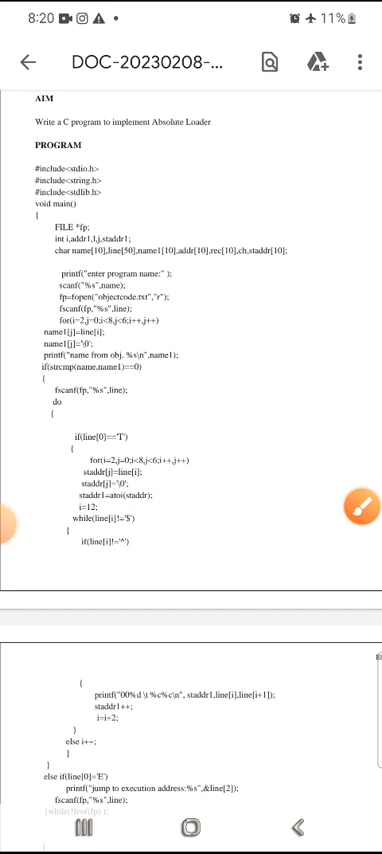 8:20
11%
DOC-20230208-...
AIM
Write a C program to implement Absolute Loader
PROGRAM
#include<stdio.h>
#include<string.h>
#include<stdlib.h>
void main()
{
FILE *fp;
int i,addr1,l,j,staddr1;
char name[10],line[50],name1[10],addr[10],rec[10],ch,staddr[10];
printf("enter program name:" );
scanf("%s",name);
fp=fopen("objectcode.txt","r");
fscanf(fp,"%s",line);
for(i=2,j=0;i<8,j<6;i++,j++)
name1[j]=line[i];
name1[j]='\0';
printf("name from obj. %s\n",name1);
if(strcmp(name,name1)==0)
{
fscanf(fp,"%s",line);
do
{
if(line[0]=='T')
{
for(i=2,j=0;i<8,j<6;i++,j++)
staddr[j]=line[i];
staddr[j]='\0';
staddr1=atoi(staddr);
i=12;
while(line[i]!='$')
{
if(line[i]!='^')
{
printf("00%d \t %c%c\n", staddr1,line[i],line[i+1]);
staddr1++;
i=i+2;
}
else i++;
}
}
else if(line[0]='E')
printf("jump to execution address:%s",&line[2]);
fscanf(fp,"%s",line);
}while(!feof(fp) );
}